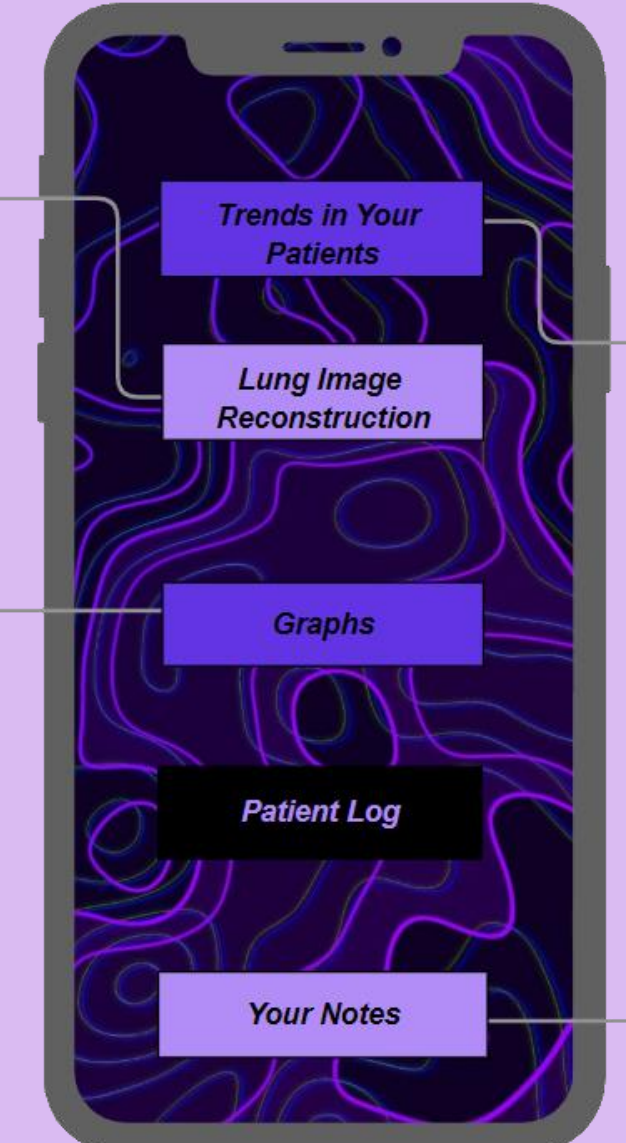 Trends in Your
Patients
Lung Image
Reconstruction
Graphs
Patient Log
Your Notes